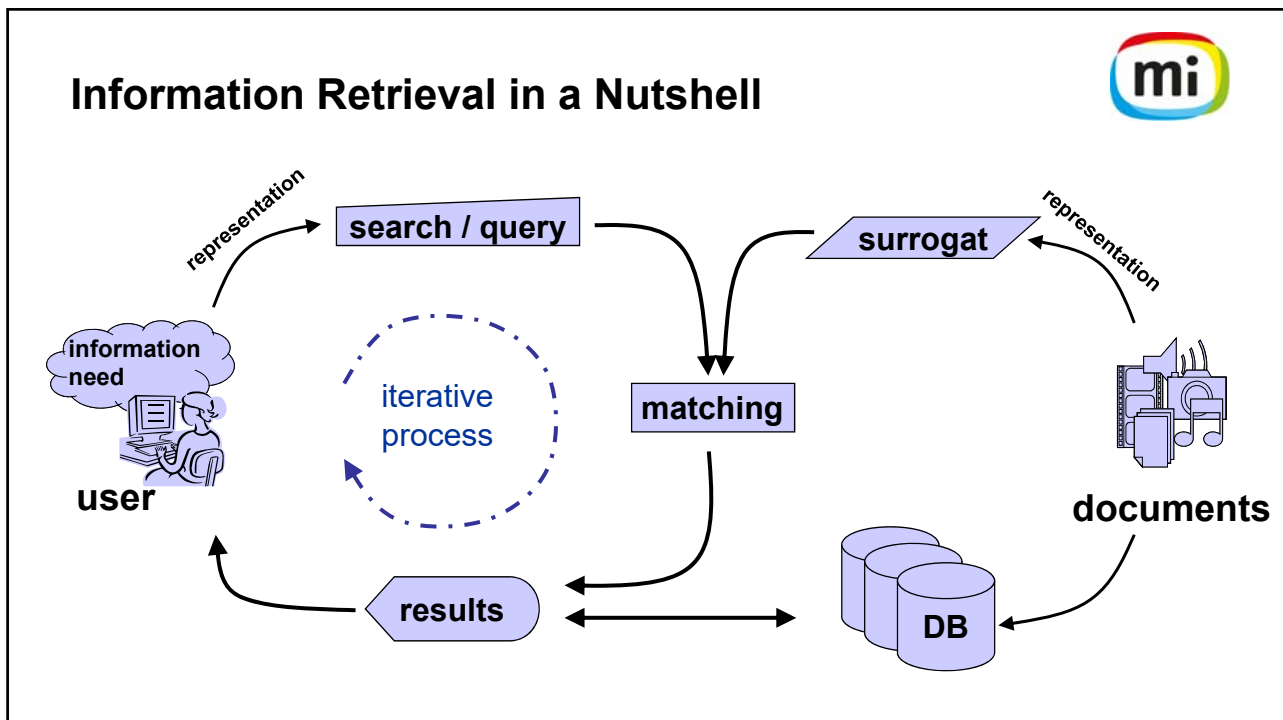 Information Retrieval in a Nutshell
mi
representation
search / query
surrogat
representation
information
need
iterative
process
matching
user
documents
results
DB